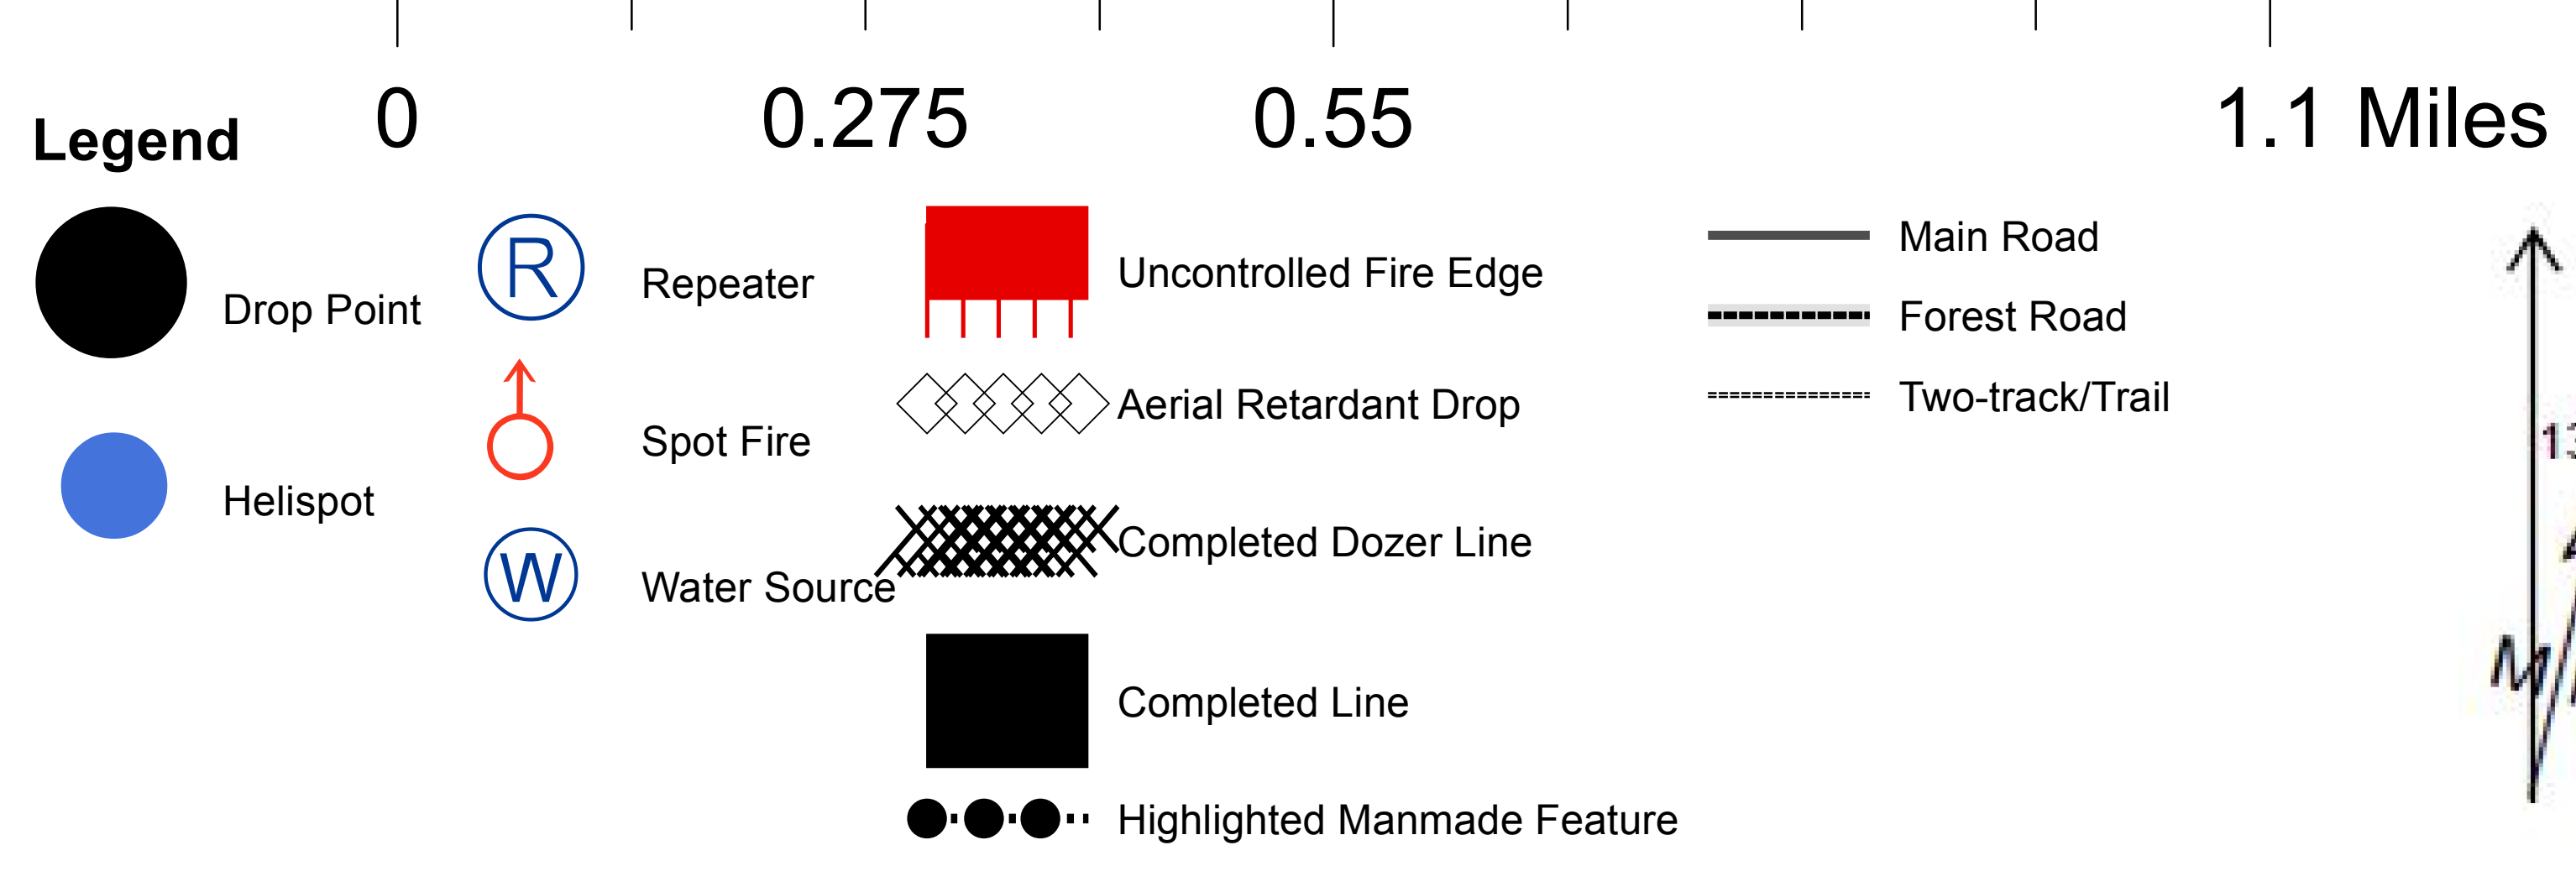 0 0.275 0.55 1.1 Miles
Legend
Drop Point
Helispot
R Repeater
Spot Fire
W Water Source
Uncontrolled Fire Edge
Aerial Retardant Drop
Completed Dozer Line
Completed Line
Highlighted Manmade Feature
Main Road
Forest Road
Two-track/Trail